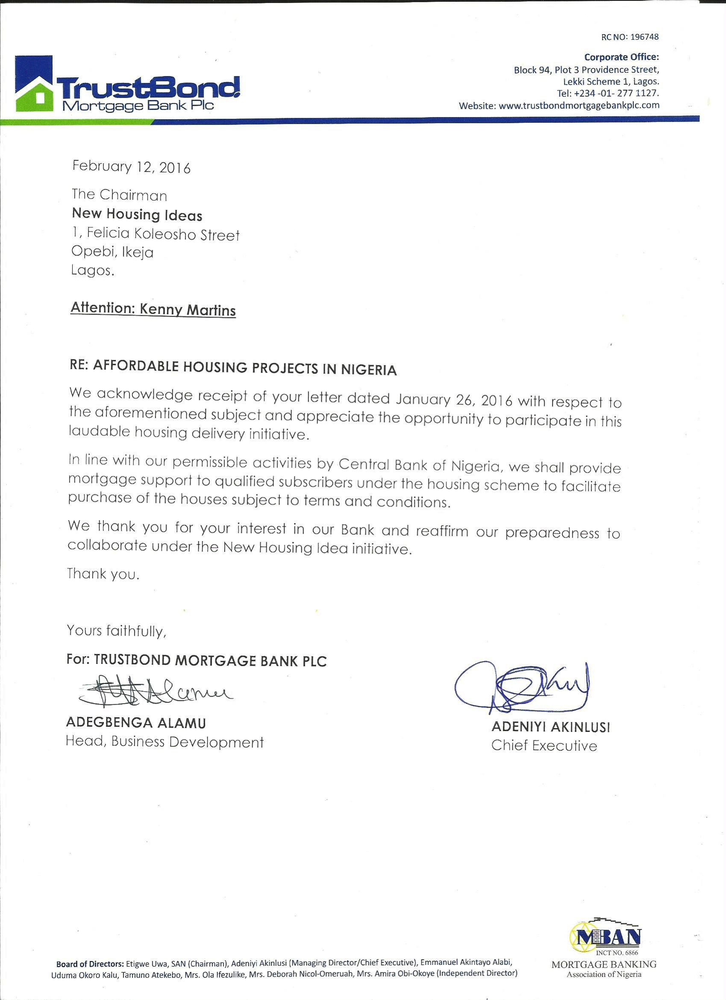 RC NO: 196748
Corporate Office:
Block 94, Plot 3 Providence Street,
Lekki Scheme 1, Lagos.
Tel: +234 -01- 277 1127.
Website: www.trustbondmortgagebankplc.com
TrustBond
Mortgage Bank Plc
February 12, 2016
The Chairman
New Housing Ideas
1, Felicia Koleosho Street
Opebi, Ikeja
Lagos.
Attention: Kenny Martins
RE: AFFORDABLE HOUSING PROJECTS IN NIGERIA
We acknowledge receipt of your letter dated January 26, 2016 with respect to
the aforementioned subject and appreciate the opportunity to participate in this
laudable housing delivery initiative.
In line with our permissible activities by Central Bank of Nigeria, we shall provide
mortgage support to qualified subscribers under the housing scheme to facilitate
purchase of the houses subject to terms and conditions.
We thank you for your interest in our Bank and reaffirm our preparedness to
collaborate under the New Housing Idea initiative.
Thank you.
Yours faithfully,
For: TRUSTBOND MORTGAGE BANK PLC
ADEGBENGA ALAMU
Head, Business Development
ADENIYI AKINLUSI
Chief Executive
MBAN
INCT NO. 6866
MORTGAGE BANKING
Association of Nigeria
Board of Directors: Etigwe Uwa, SAN (Chairman), Adeniyi Akinlusi (Managing Director/Chief Executive), Emmanuel Akintayo Alabi,
Uduma Okoro Kalu, Tamuno Atekebo, Mrs. Ola Ifezulike, Mrs. Deborah Nicol-Omeruah, Mrs. Amira Obi-Okoye (Independent Director)